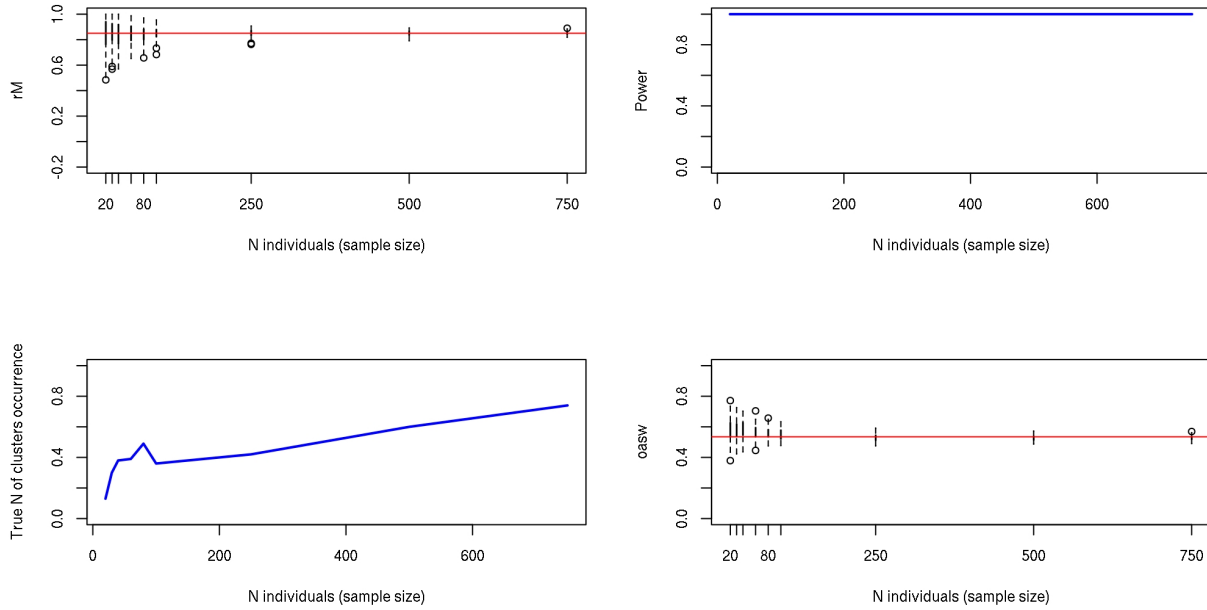 rM
1.0
0.6
0.2
-0.2
20 80 250 500 750
N individuals (sample size)
Power
0.8
0.4
0.0
0 200 400 600
N individuals (sample size)
True N of clusters occurrence
0.8
0.4
0.0
0 200 400 600
N individuals (sample size)
oasw
0.8
0.4
0.0
20 80 250 500 750
N individuals (sample size)